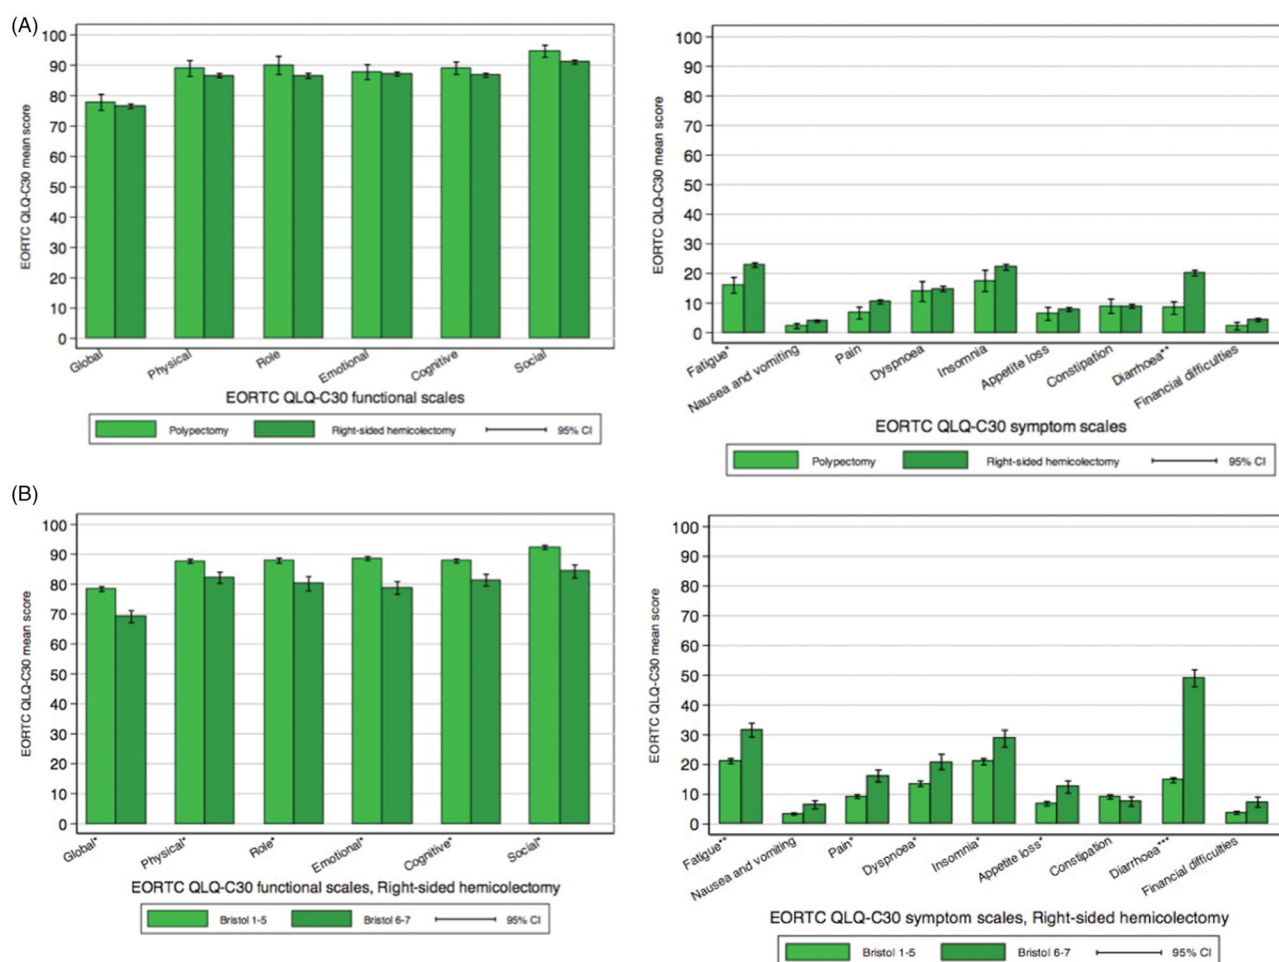 (A)
EORTC QLQ-C30 mean score
100
90
80
70
60
50
40
30
20
10
0
Global
Physical
Role
Emotional
Cognitive
Social
EORTC QLQ-C30 functional scales
Polypectomy Right-sided hemicolectomy 95% CI
EORTC QLQ-C30 mean score
100
90
80
70
60
50
40
30
20
10
0
Fatigue*
Nausea and vomiting
Pain
Dyspnoea
Insomnia
Appetite loss
Constipation
Diarrhoea**
Financial difficulties
EORTC QLQ-C30 symptom scales
Polypectomy Right-sided hemicolectomy 95% CI
(B)
EORTC QLQ-C30 mean score
100
90
80
70
60
50
40
30
20
10
0
Global*
Physical*
Role*
Emotional*
Cognitive*
Social*
EORTC QLQ-C30 functional scales, Right-sided hemicolectomy
Bristol 1-5 Bristol 6-7 95% CI
EORTC QLQ-C30 mean score
100
90
80
70
60
50
40
30
20
10
0
Fatigue**
Nausea and vomiting
Pain*
Dyspnoea*
Insomnia*
Appetite loss*
Constipation
Diarrhoea***
Financial difficulties
EORTC QLQ-C30 symptom scales, Right-sided hemicolectomy
Bristol 1-5 Bristol 6-7 95% CI